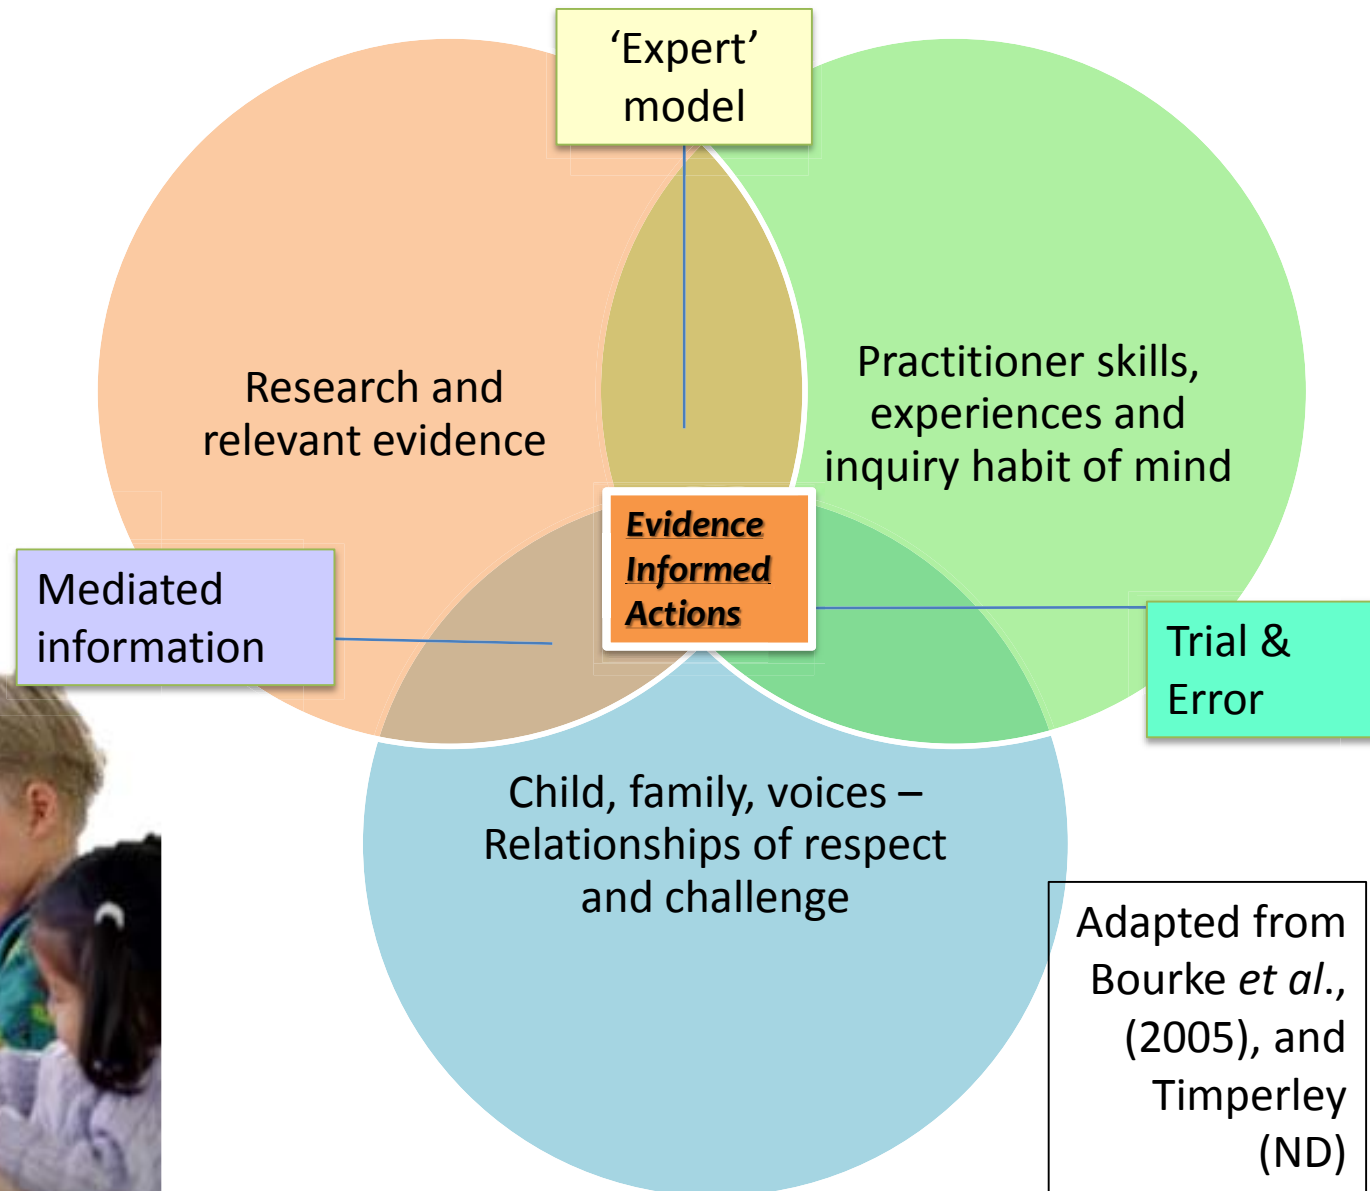 ‘Expert’
model
Research and
relevant evidence
Practitioner skills,
experiences and
inquiry habit of mind
Evidence
Informed
Actions
Mediated
information
Trial &
Error
Child, family, voices –
Relationships of respect
and challenge
Adapted from
Bourke et al.,
(2005), and
Timperley
(ND)